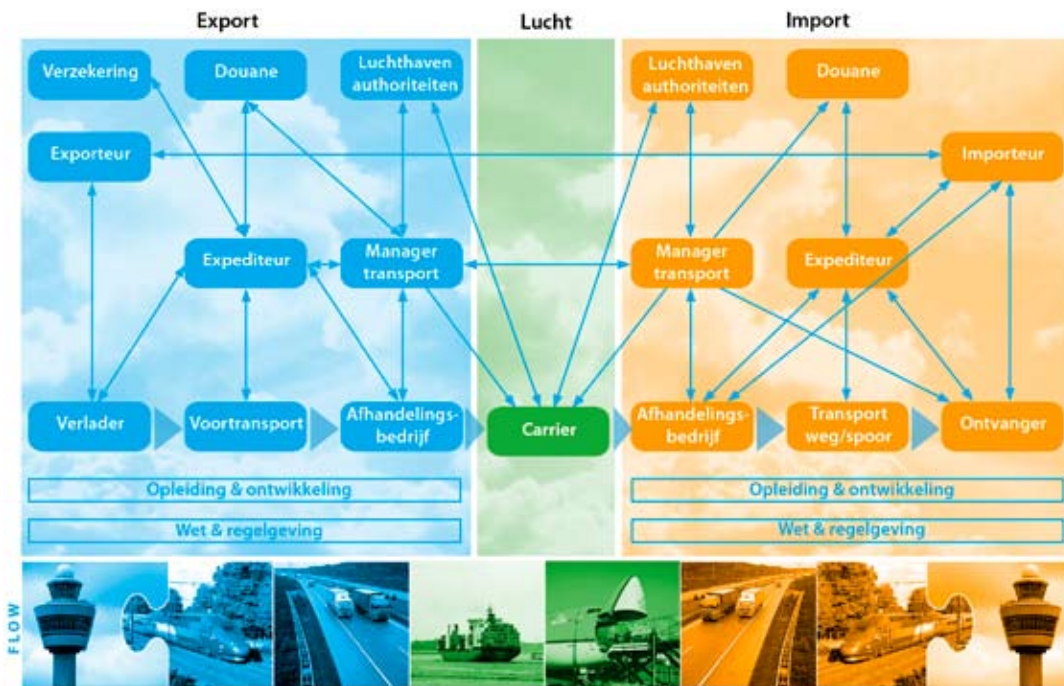 Export
Lucht
Import
Verzekering
Douane
Luchthaven
authoriteiten
Luchthaven
authoriteiten
Douane
Exporteur
Importeur
Expediteur
Manager
transport
Manager
transport
Expediteur
Verlader
Voortransport
Afhandelings-
bedrijf
Carrier
Afhandelings-
bedrijf
Transport
weg/spoor
Ontvanger
Opleiding & ontwikkeling
Opleiding & ontwikkeling
Wet & regelgeving
Wet & regelgeving
FLOW